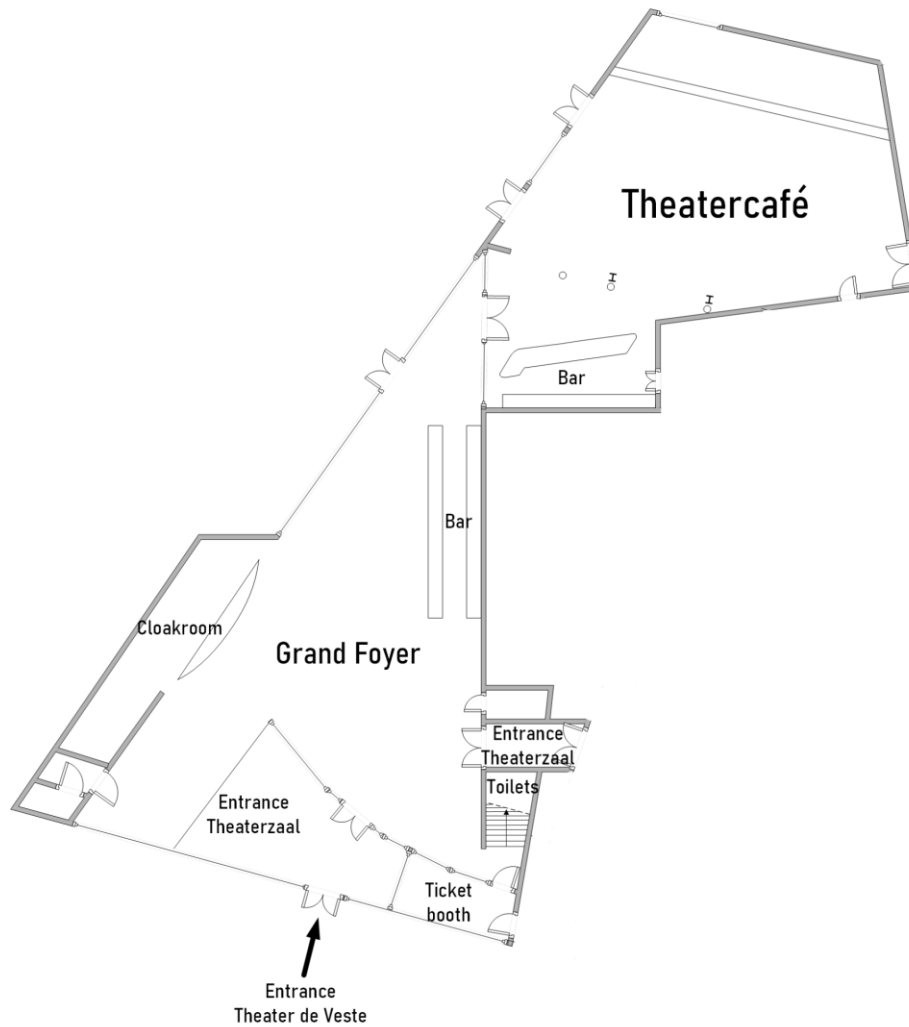 Theatercafé
Bar
Bar
Cloakroom
Grand Foyer
Entrance
Theaterzaal
Toilets
Entrance
Theaterzaal
Ticket
booth
Entrance
Theater de Veste